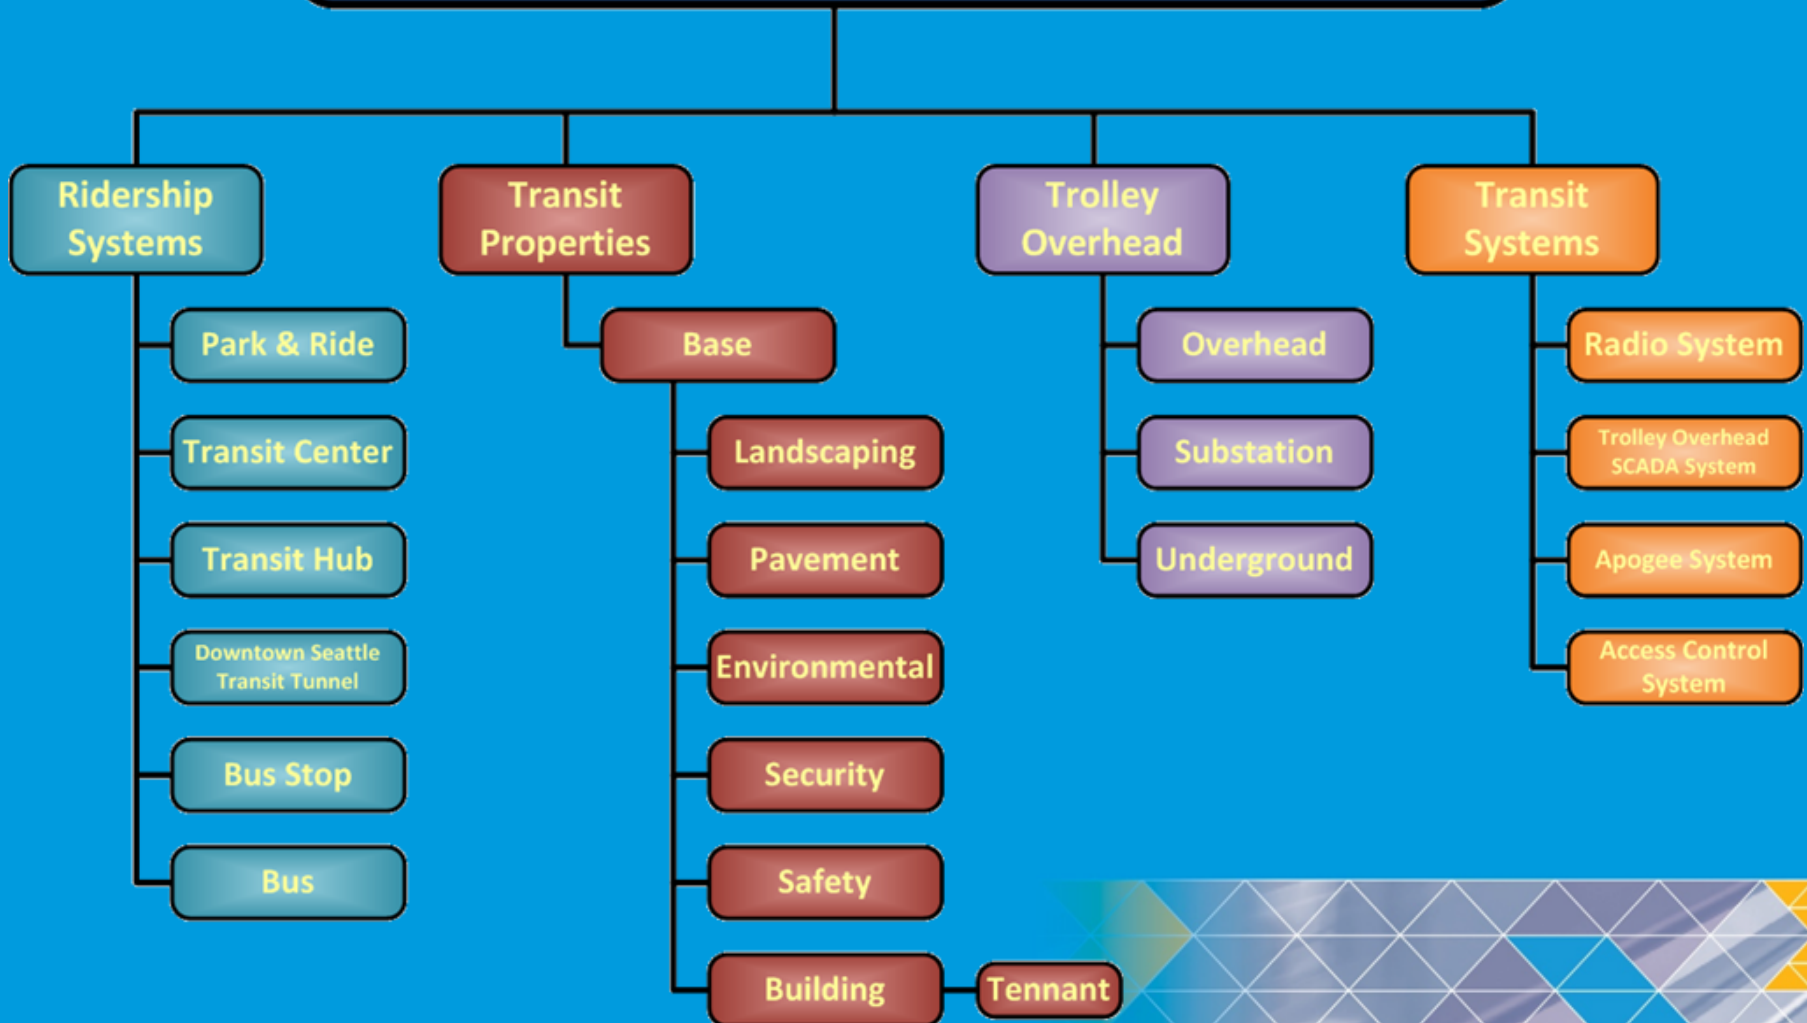 Ridership
Systems
Transit
Properties
Trolley
Overhead
Transit
Systems
Park & Ride
Transit Center
Transit Hub
Downtown Seattle
Transit Tunnel
Bus Stop
Bus
Base
Landscaping
Pavement
Environmental
Security
Safety
Building
Tennant
Overhead
Substation
Underground
Radio System
Trolley Overhead
SCADA System
Apogee System
Access Control
System